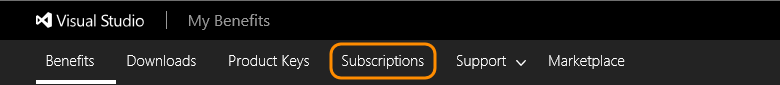 Visual Studio | My Benefits
Benefits Downloads Product Keys Subscriptions Support Marketplace